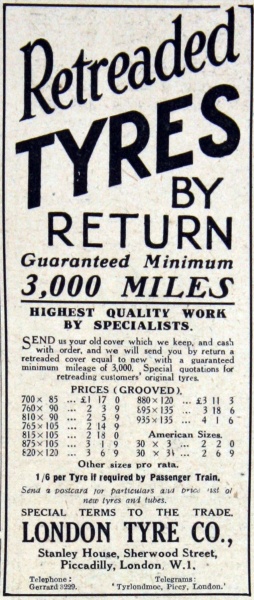 Retreaded
TYRES
BY
RETURN
Guaranteed Minimum
3,000 MILES
HIGHEST QUALITY WORK
BY SPECIALISTS.
SEND us your old cover which we keep, and cash
with order, and we will send you by return a
retreaded cover equal to new with a guaranteed
minimum mileage of 3,000. Special quotations for
retreading customers' original tyres.
PRICES (GROOVED).
700 × 85 ... £1 17 0 880×120 ... £3 11 3
760 × 90 ... 2 3 9 895×135 ... 3 18 6
810 × 90 ... 2 5 9 935×135 ... 4 1 6
765×105 ... 2 14 9
815×105 ... 2 18 0 American Sizes.
875×105 ... 3 1 9 30 × 3 ... 2 2 0
820×120 ... 3 6 9 30 × 3½ ... 2 6 9
Other sizes pro rata.
1/6 per Tyre if required by Passenger Train.
Send a postcard for particulars and price list of
new tyres and tubes.
SPECIAL TERMS TO THE TRADE.
LONDON TYRE CO.,
Stanley House, Sherwood Street,
Piccadilly, London, W.1.
Telephone: Telegrams:
Gerrard 3229. 'Tyrlondmoe, Piccy, London.'